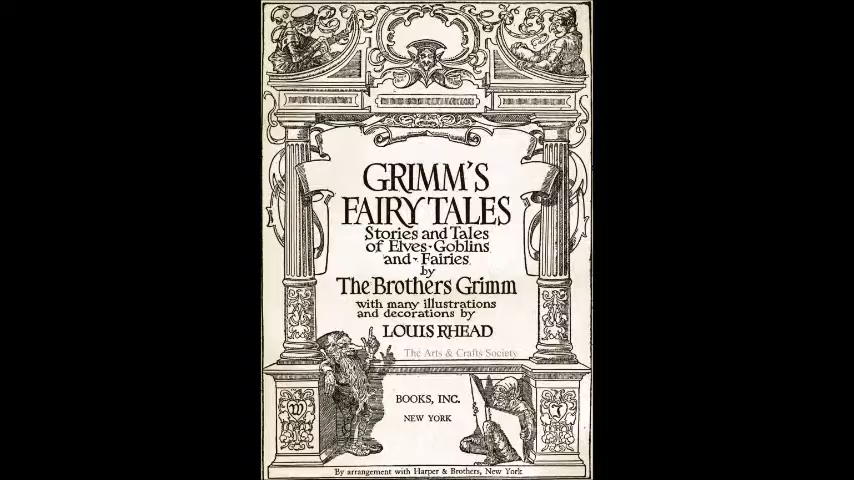 GRIMM'S
FAIRY TALES
Stories and Tales
of Elves·Goblins
and·Fairies
by
The Brothers Grimm
with many illustrations
and decorations by
LOUIS RHEAD
The Arts & Crafts Society
BOOKS, INC.
NEW YORK
W
J
By arrangement with Harper & Brothers, New York